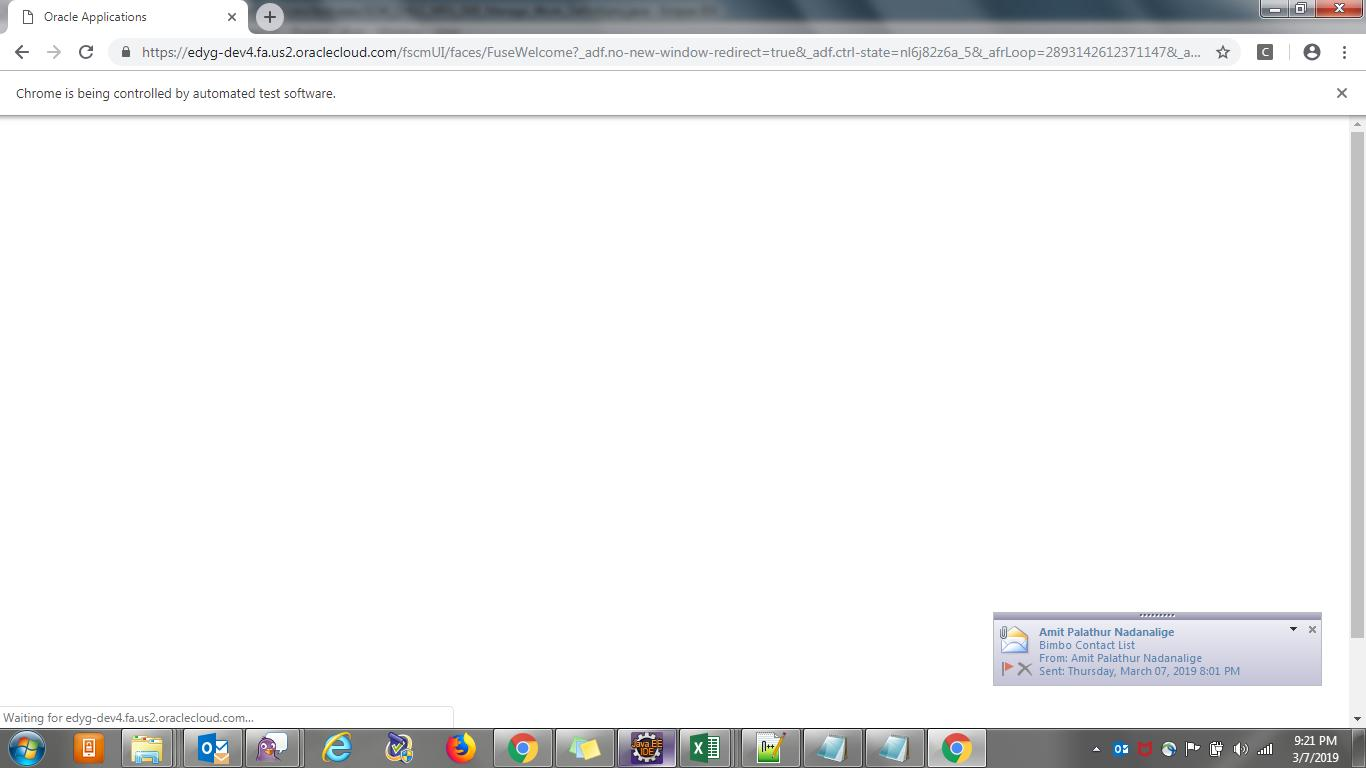 Oracle Applications
https://edyg-dev4.fa.us2.oraclecloud.com/fscmUI/faces/FuseWelcome?_adf.no-new-window-redirect=true&_adf.ctrl-state=nl6j82z6a_5&_afrLoop=2893142612371147&_a...
C
Chrome is being controlled by automated test software.
Amit Palathur Nadanalige
Bimbo Contact List
From: Amit Palathur Nadanalige
Sent: Thursday, March 07, 2019 8:01 PM
Waiting for edyg-dev4.fa.us2.oraclecloud.com...
Java EE
IDE
9:21 PM
3/7/2019